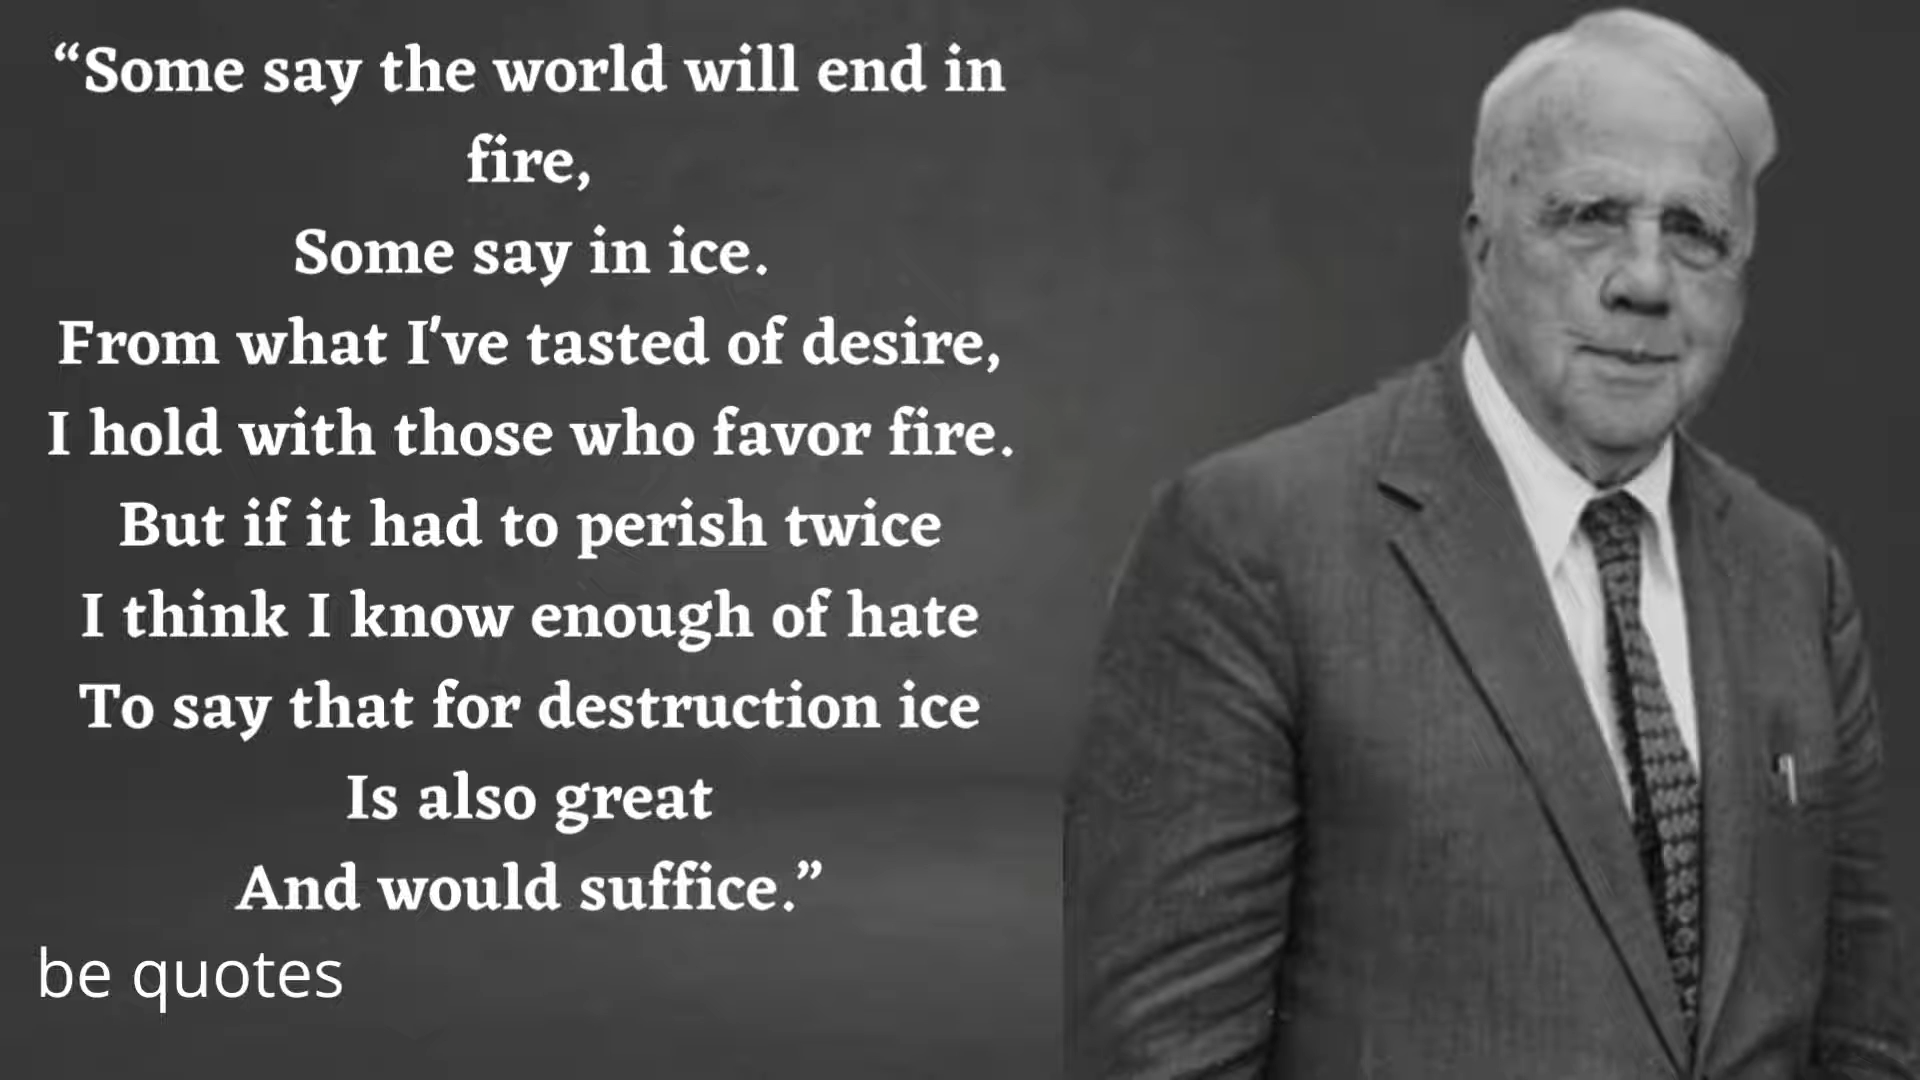 “Some say the world will end in
fire,
Some say in ice.
From what I've tasted of desire,
I hold with those who favor fire.
But if it had to perish twice
I think I know enough of hate
To say that for destruction ice
Is also great
And would suffice.”
be quotes